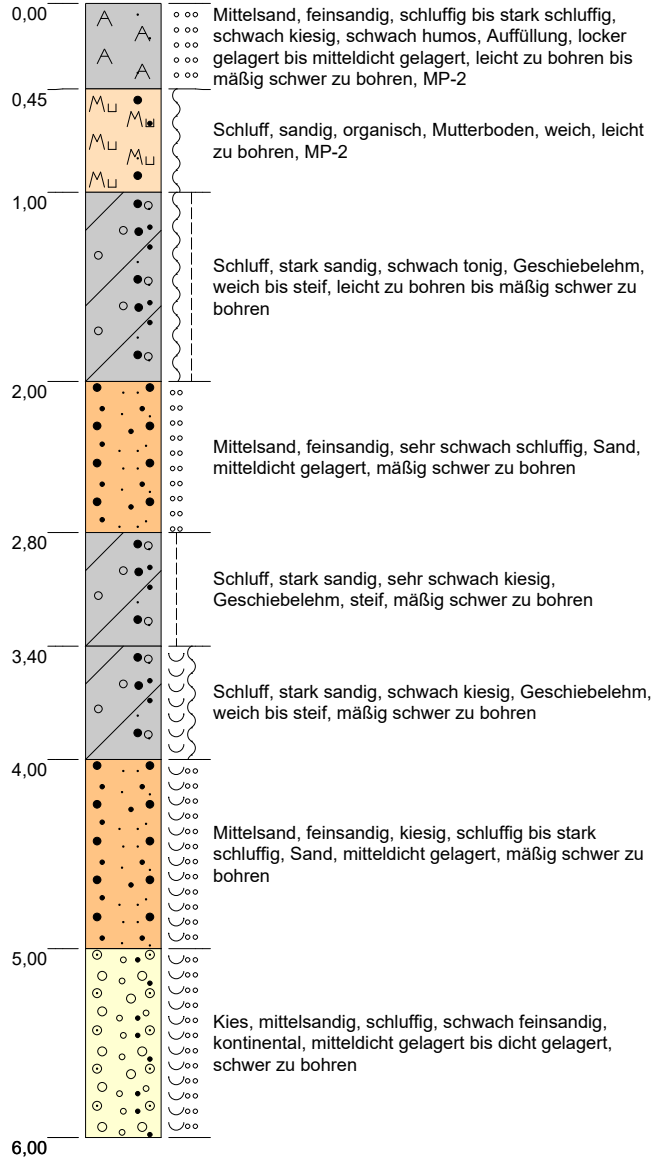 0,00
Mittelsand, feinsandig, schluffig bis stark schluffig,
schwach kiesig, schwach humos, Auffüllung, locker
gelagert bis mitteldicht gelagert, leicht zu bohren bis
mäßig schwer zu bohren, MP-2
0,45
Schluff, sandig, organisch, Mutterboden, weich, leicht
zu bohren, MP-2
1,00
Schluff, stark sandig, schwach tonig, Geschiebelehm,
weich bis steif, leicht zu bohren bis mäßig schwer zu
bohren
2,00
Mittelsand, feinsandig, sehr schwach schluffig, Sand,
mitteldicht gelagert, mäßig schwer zu bohren
2,80
Schluff, stark sandig, sehr schwach kiesig,
Geschiebelehm, steif, mäßig schwer zu bohren
3,40
Schluff, stark sandig, schwach kiesig, Geschiebelehm,
weich bis steif, mäßig schwer zu bohren
4,00
Mittelsand, feinsandig, kiesig, schluffig bis stark
schluffig, Sand, mitteldicht gelagert, mäßig schwer zu
bohren
5,00
Kies, mittelsandig, schluffig, schwach feinsandig,
kontinental, mitteldicht gelagert bis dicht gelagert,
schwer zu bohren
6,00